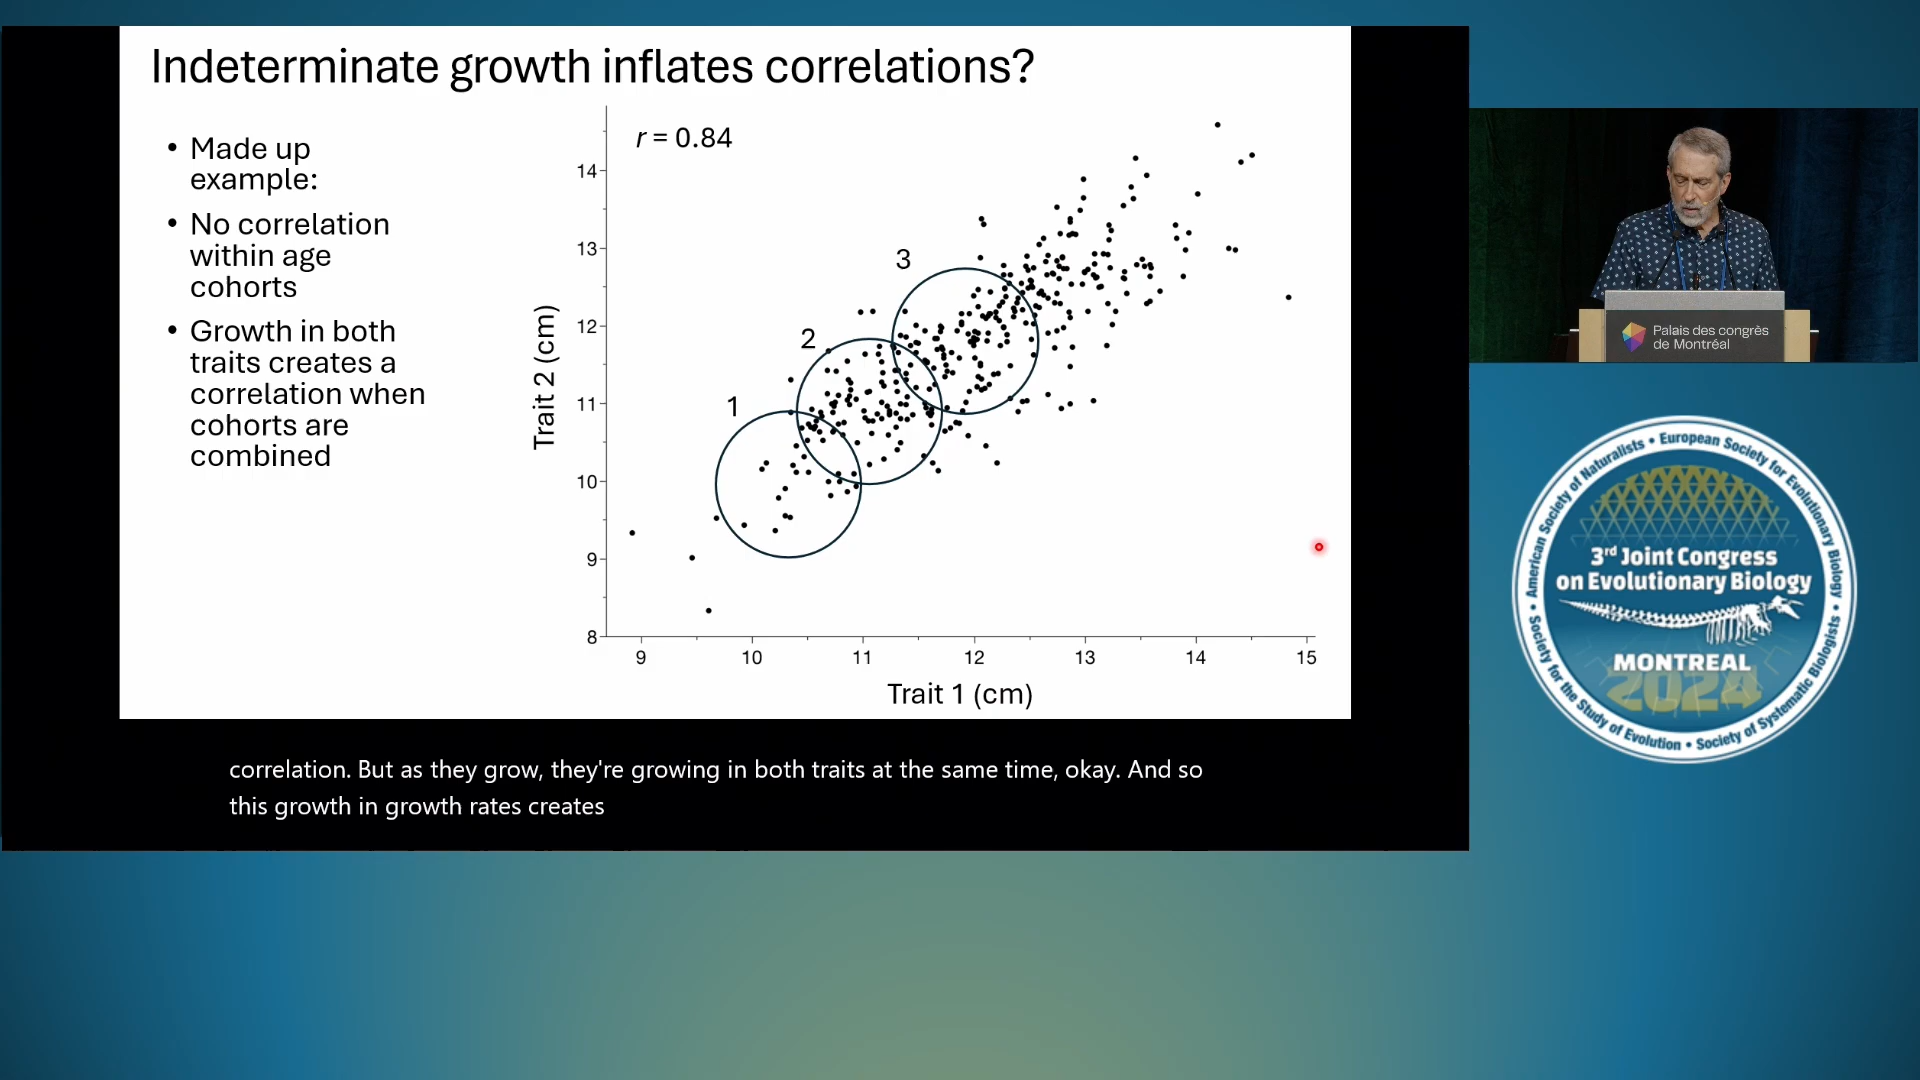 Indeterminate growth inflates correlations?
• Made up
example:
• No correlation
within age
cohorts
• Growth in both
traits creates a
correlation when
cohorts are
combined
r = 0.84
14
13
12
11
10
9
8
Trait 2 (cm)
1
2
3
9
10
11
12
13
14
15
Trait 1 (cm)
correlation. But as they grow, they're growing in both traits at the same time, okay. And so
this growth in growth rates creates
Palais des congrès
de Montréal
American Society of Naturalists • European Society for Evolutionary Biology •
Society for the Study of Evolution • Society of Systematic Biologists •
3rd Joint Congress
on Evolutionary Biology
MONTREAL
2024